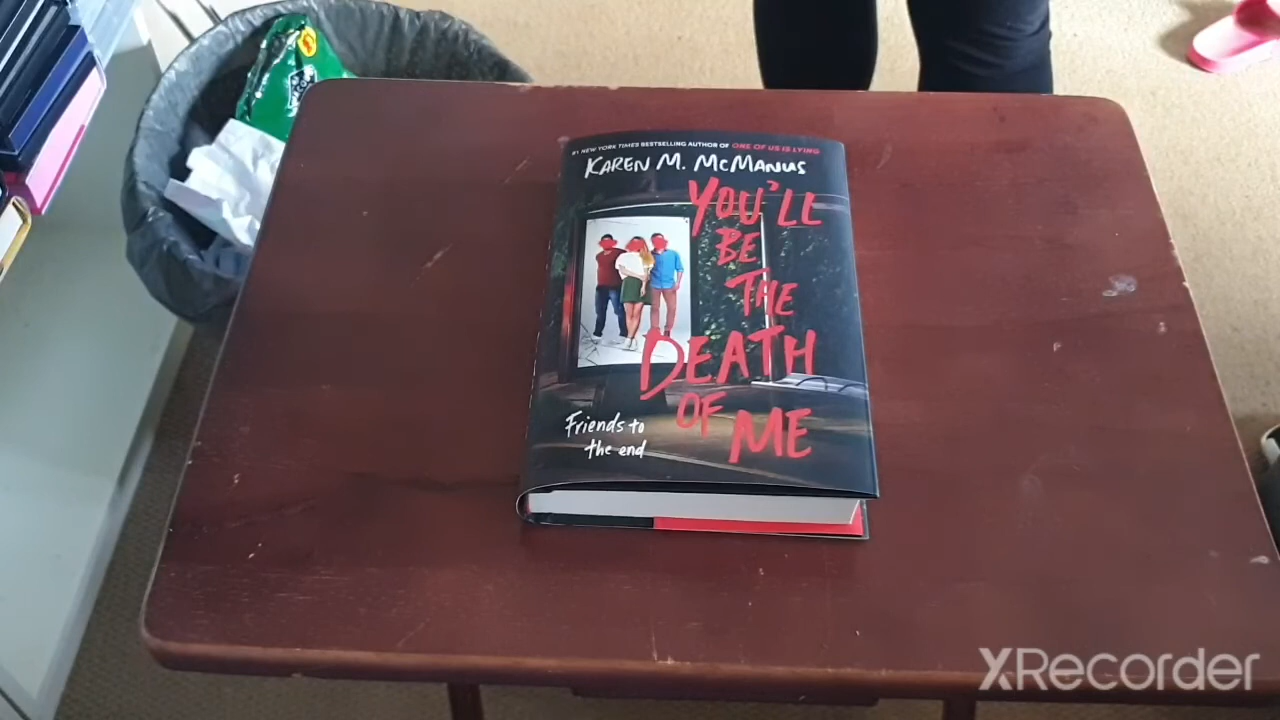 #1 NEW YORK TIMES BESTSELLING AUTHOR OF ONE OF US IS LYING
KAREN M. MCMANUS
YOU'LL
BE
THE
DEATH
OF
ME
Friends to
the end
XRecorder